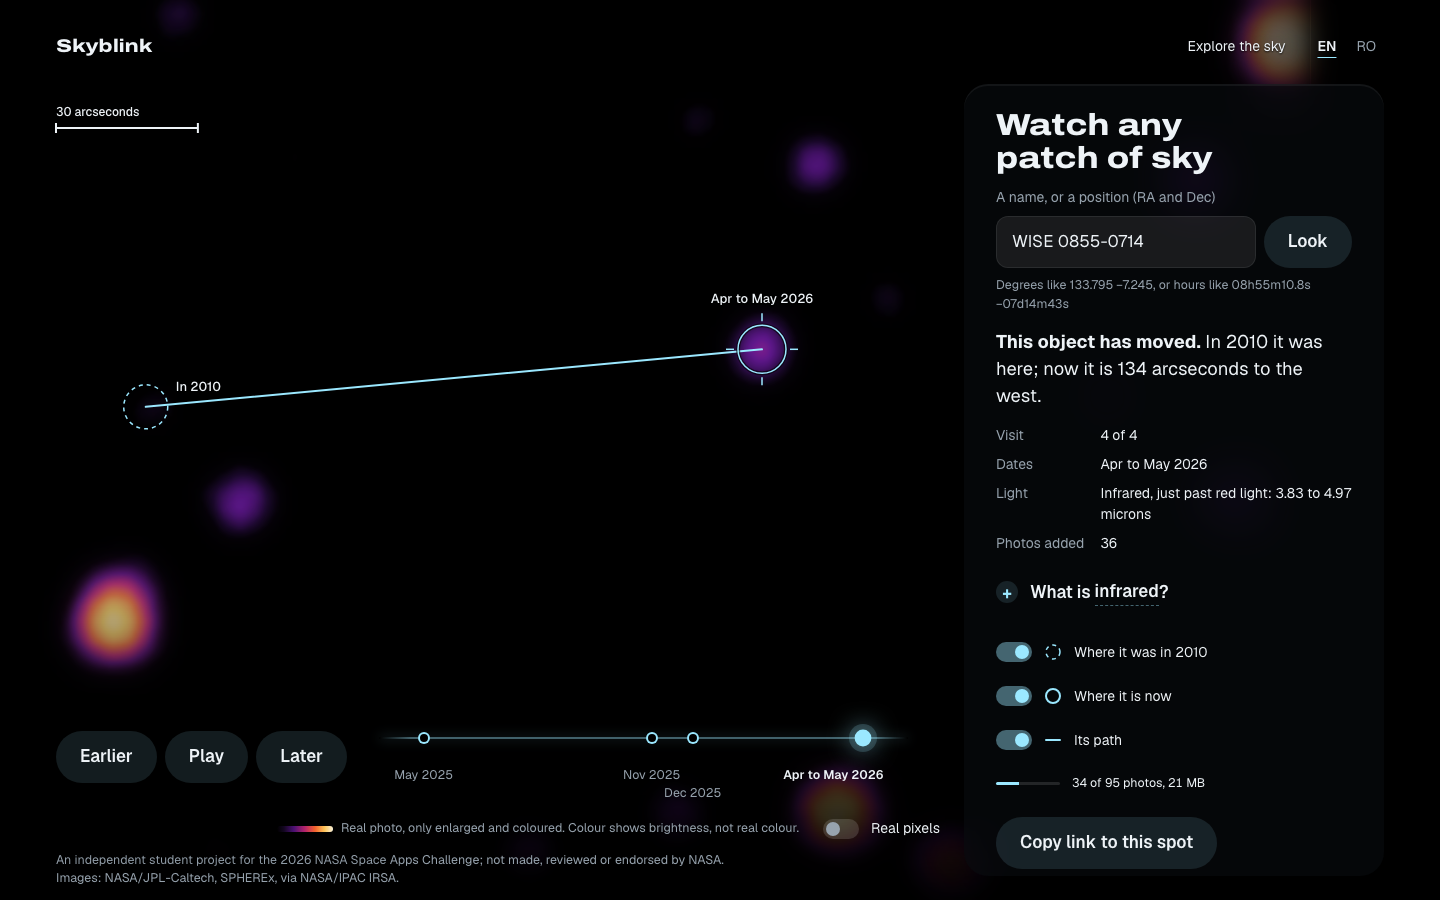 Skyblink
Explore the sky
EN
RO
30 arcseconds
Apr to May 2026
In 2010
Watch any
patch of sky
A name, or a position (RA and Dec)
WISE 0855-0714
Look
Degrees like 133.795 −7.245, or hours like 08h55m10.8s
−07d14m43s
This object has moved. In 2010 it was
here; now it is 134 arcseconds to the
west.
Visit 4 of 4
Dates Apr to May 2026
Light Infrared, just past red light: 3.83 to 4.97
microns
Photos added 36
+ What is infrared?
Where it was in 2010
Where it is now
Its path
34 of 95 photos, 21 MB
Copy link to this spot
Earlier
Play
Later
May 2025
Nov 2025
Dec 2025
Apr to May 2026
Real photo, only enlarged and coloured. Colour shows brightness, not real colour.
Real pixels
An independent student project for the 2026 NASA Space Apps Challenge; not made, reviewed or endorsed by NASA.
Images: NASA/JPL-Caltech, SPHEREx, via NASA/IPAC IRSA.